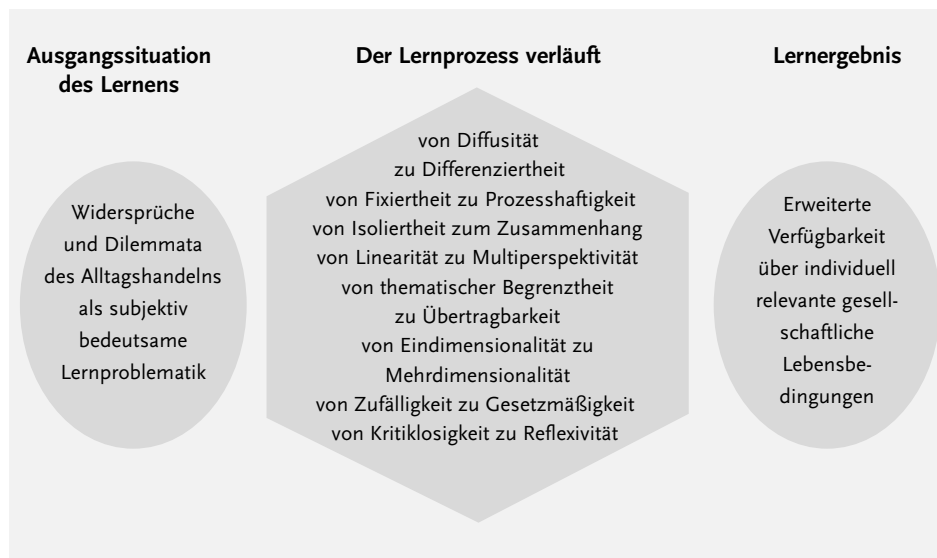 Ausgangssituation
des Lernens
Widersprüche
und Dilemmata
des Alltagshandelns
als subjektiv
bedeutsame
Lernproblematik
Der Lernprozess verläuft
von Diffusität
zu Differenziertheit
von Fixiertheit zu Prozesshaftigkeit
von Isoliertheit zum Zusammenhang
von Linearität zu Multiperspektivität
von thematischer Begrenztheit
zu Übertragbarkeit
von Eindimensionalität zu
Mehrdimensionalität
von Zufälligkeit zu Gesetzmäßigkeit
von Kritiklosigkeit zu Reflexivität
Lernergebnis
Erweiterte
Verfügbarkeit
über individuell
relevante gesell-
schaftliche
Lebensbe-
dingungen